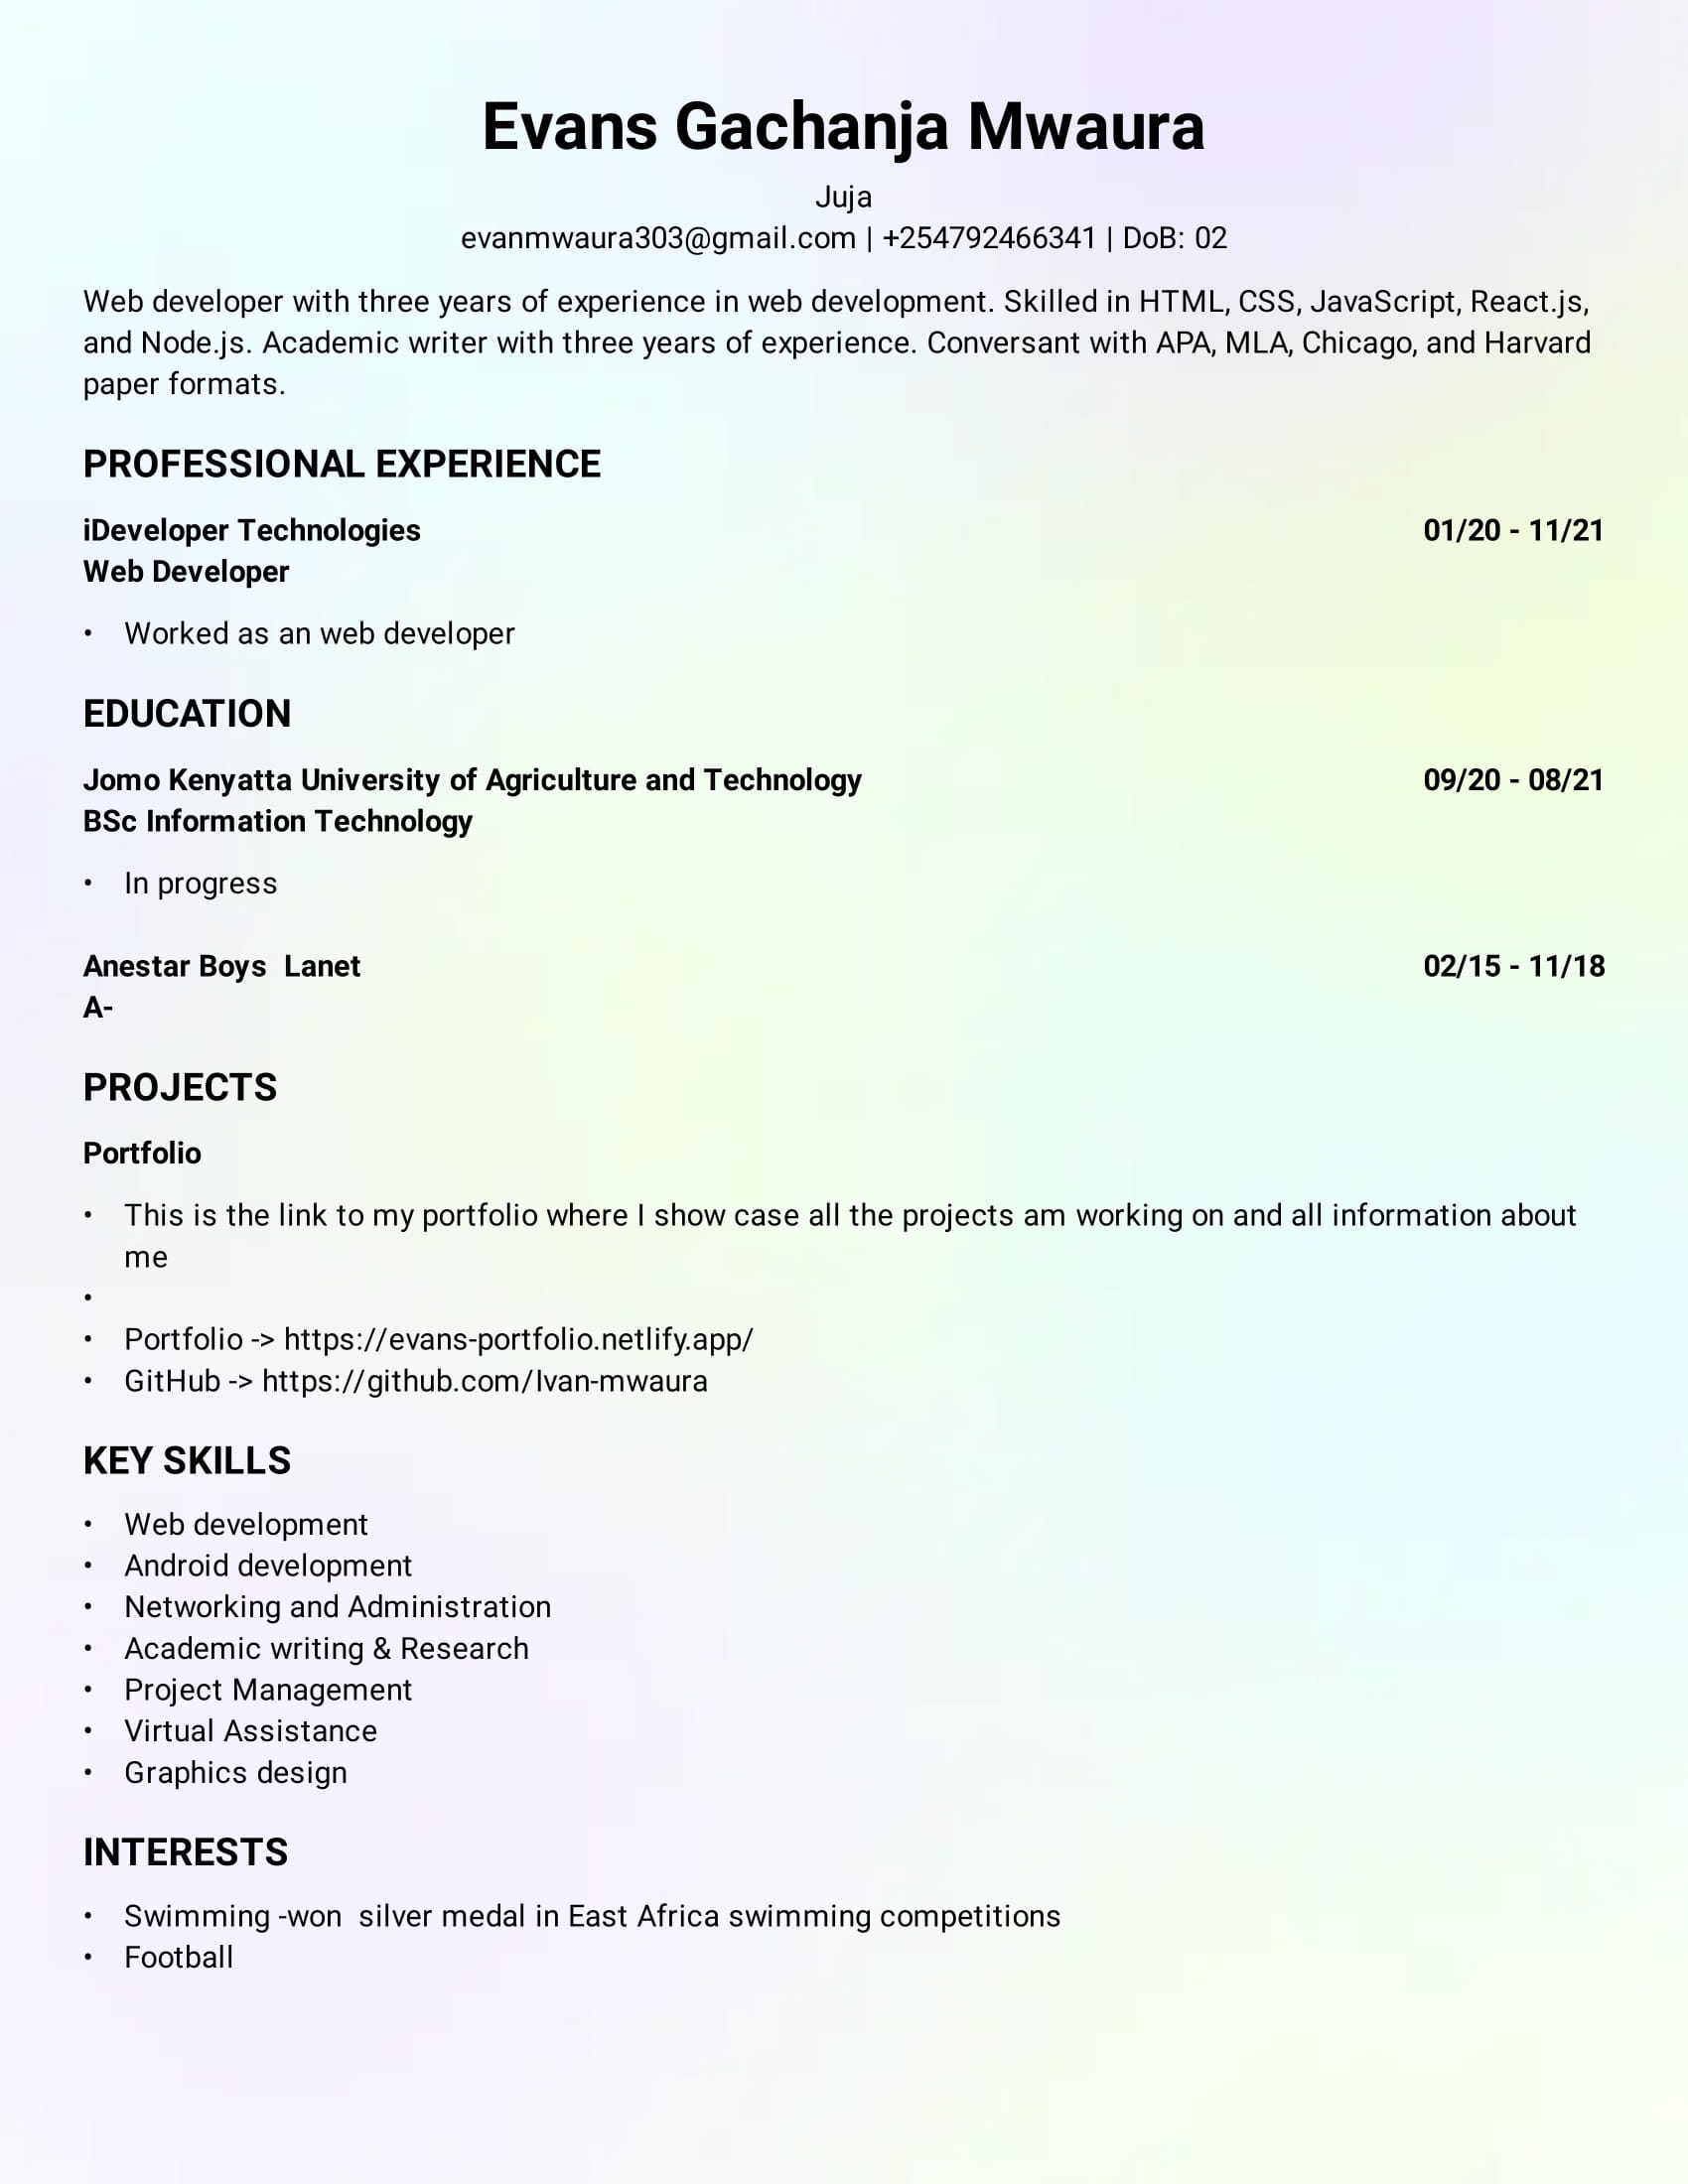 Evans Gachanja Mwaura
Juja
evanmwaura303@gmail.com | +254792466341 | DoB: 02
Web developer with three years of experience in web development. Skilled in HTML, CSS, JavaScript, React.js,
and Node.js. Academic writer with three years of experience. Conversant with APA, MLA, Chicago, and Harvard
paper formats.
PROFESSIONAL EXPERIENCE
iDeveloper Technologies 01/20 - 11/21
Web Developer
• Worked as an web developer
EDUCATION
Jomo Kenyatta University of Agriculture and Technology 09/20 - 08/21
BSc Information Technology
• In progress
Anestar Boys  Lanet 02/15 - 11/18
A-
PROJECTS
Portfolio
• This is the link to my portfolio where I show case all the projects am working on and all information about
me
•
• Portfolio -> https://evans-portfolio.netlify.app/
• GitHub -> https://github.com/Ivan-mwaura
KEY SKILLS
• Web development
• Android development
• Networking and Administration
• Academic writing & Research
• Project Management
• Virtual Assistance
• Graphics design
INTERESTS
• Swimming -won  silver medal in East Africa swimming competitions
• Football